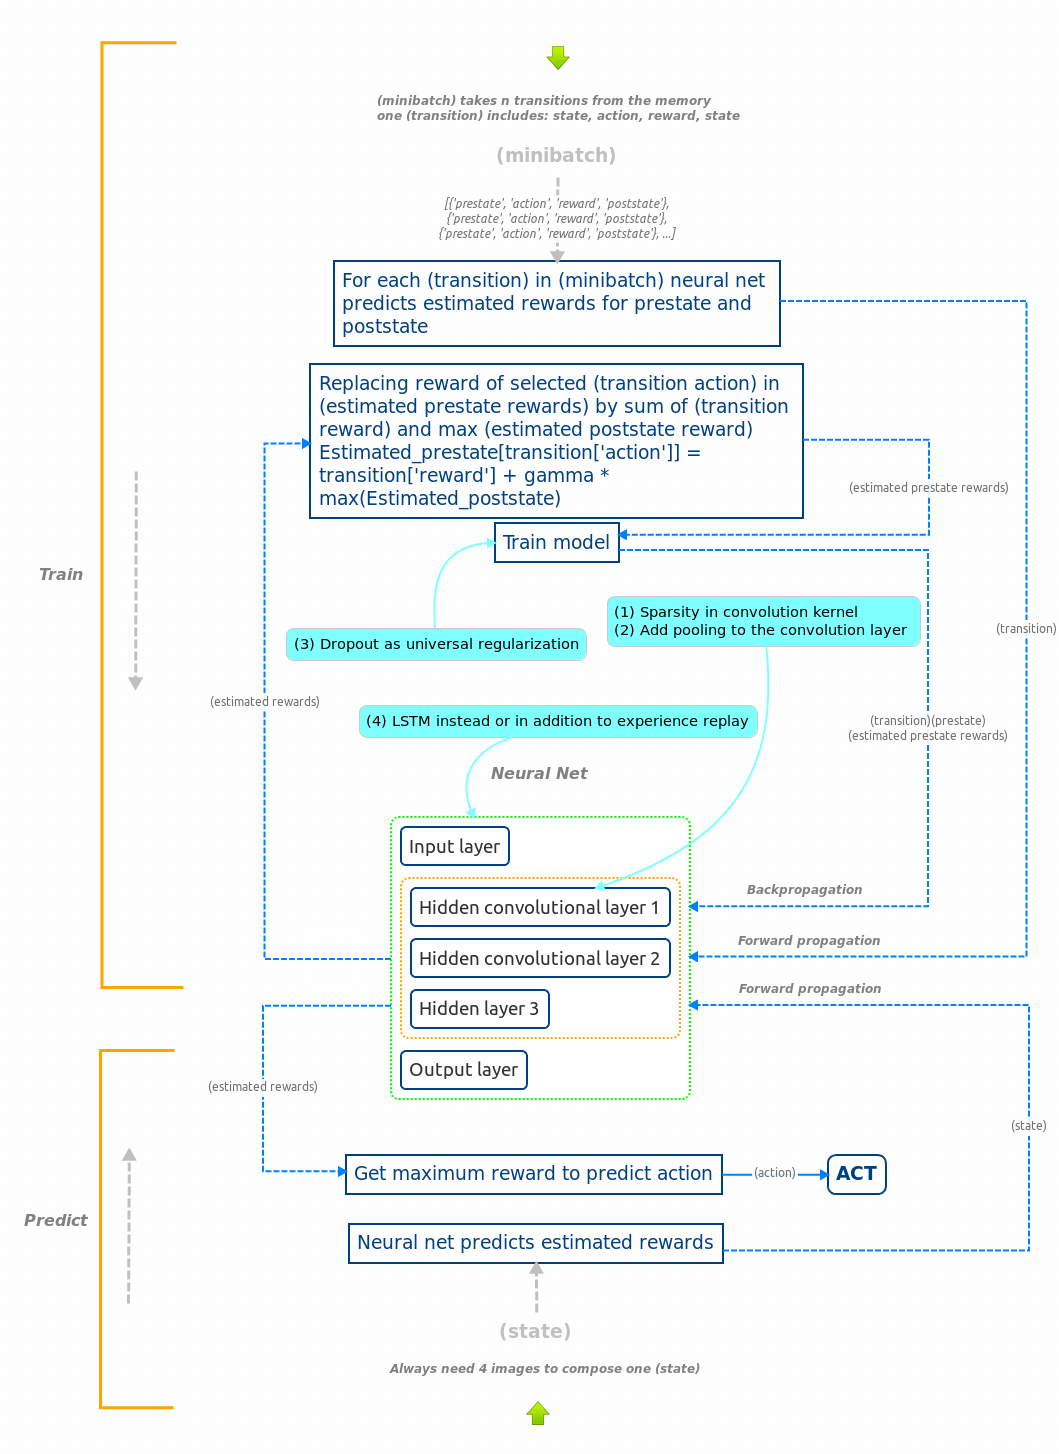 (minibatch) takes n transitions from the memory
one (transition) includes: state, action, reward, state
(minibatch)
[{'prestate', 'action', 'reward', 'poststate'},
{'prestate', 'action', 'reward', 'poststate'},
{'prestate', 'action', 'reward', 'poststate'}, ...]
For each (transition) in (minibatch) neural net
predicts estimated rewards for prestate and
poststate
Replacing reward of selected (transition action) in
(estimated prestate rewards) by sum of (transition
reward) and max (estimated poststate reward)
Estimated_prestate[transition['action']] =
transition['reward'] + gamma *
max(Estimated_poststate)
(estimated prestate rewards)
Train model
Train
(1) Sparsity in convolution kernel
(2) Add pooling to the convolution layer
(3) Dropout as universal regularization
(transition)
(estimated rewards)
(4) LSTM instead or in addition to experience replay
(transition)(prestate)
(estimated prestate rewards)
Neural Net
Input layer
Hidden convolutional layer 1
Backpropagation
Hidden convolutional layer 2
Forward propagation
Forward propagation
Hidden layer 3
Output layer
(estimated rewards)
(state)
Get maximum reward to predict action
(action)
ACT
Predict
Neural net predicts estimated rewards
(state)
Always need 4 images to compose one (state)